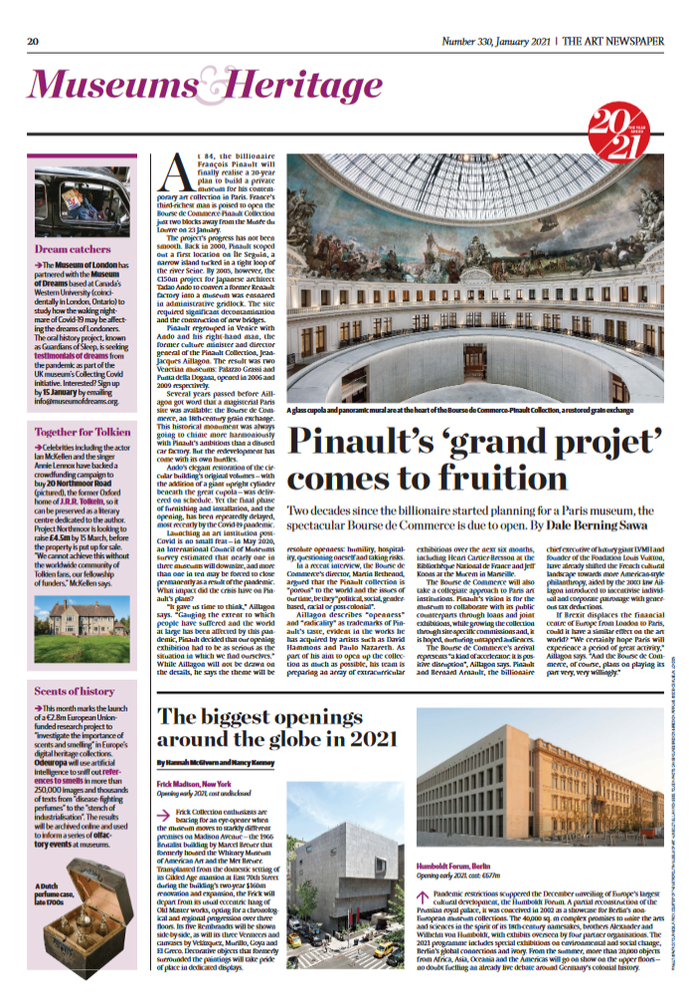 20
Number 330, January 2021 | THE ART NEWSPAPER
Museums & Heritage
20/21
THE YEAR AHEAD
Dream catchers
→The Museum of London has
partnered with the Museum
of Dreams based at Canada's
Western University (coinci-
dentally in London, Ontario) to
study how the waking night-
mare of Covid-19 may be affect-
ing the dreams of Londoners.
The oral history project, known
as Guardians of Sleep, is seeking
testimonials of dreams from
the pandemic as part of the
UK museum's Collecting Covid
initiative. Interested? Sign up
by 15 January by emailing
info@museumofdreams.org.
Together for Tolkien
→Celebrities including the actor
Ian McKellen and the singer
Annie Lennox have backed a
crowdfunding campaign to
buy 20 Northmoor Road
(pictured), the former Oxford
home of J.R.R. Tolkein, so it
can be preserved as a literary
centre dedicated to the author.
Project Northmoor is looking to
raise £4.5m by 15 March, before
the property is put up for sale.
"We cannot achieve this without
the worldwide community of
Tolkien fans, our fellowship
of funders," McKellen says.
Scents of history
→This month marks the launch
of a €2.8m European Union-
funded research project to
"investigate the importance of
scents and smelling" in Europe's
digital heritage collections.
Odeuropa will use artificial
intelligence to sniff out refer-
ences to smells in more than
250,000 images and thousands
of texts from "disease-fighting
perfumes" to the "stench of
industrialisation". The results
will be archived online and used
to inform a series of olfac-
tory events at museums.
A Dutch
perfume case,
late 1700s
At 84, the billionaire
François Pinault will
finally realise a 20-year
plan to build a private
museum for his contem-
porary art collection in Paris. France's
third-richest man is poised to open the
Bourse de Commerce-Pinault Collection
just two blocks away from the Musée du
Louvre on 23 January.
The project's progress has not been
smooth. Back in 2000, Pinault scoped
out a first location on Île Seguin, a
narrow island tucked in a tight loop of
the river Seine. By 2005, however, the
€150m project for Japanese architect
Tadao Ando to convert a former Renault
factory into a museum was ensnared
in administrative gridlock. The site
required significant decontamination
and the construction of new bridges.
Pinault regrouped in Venice with
Ando and his right-hand man, the
former culture minister and director
general of the Pinault Collection, Jean-
Jacques Aillagon. The result was two
Venetian museums: Palazzo Grassi and
Punta della Dogana, opened in 2006 and
2009 respectively.
Several years passed before Aill-
agon got word that a magisterial Paris
site was available: the Bourse de Com-
merce, an 18th-century grain exchange.
This historical monument was always
going to chime more harmoniously
with Pinault's ambitions than a disused
car factory. But the redevelopment has
come with its own hurdles.
Ando's elegant restoration of the cir-
cular building's original volumes—with
the addition of a giant upright cylinder
beneath the great cupola—was deliv-
ered on schedule. Yet the final phase
of furnishing and installation, and the
opening, has been repeatedly delayed,
most recently by the Covid-19 pandemic.
Launching an art institution post-
Covid is no small feat—in May 2020,
an International Council of Museums
survey estimated that nearly one in
three museums will downsize, and more
than one in ten may be forced to close
permanently as a result of the pandemic.
What impact did the crisis have on Pin-
ault's plans?
"It gave us time to think," Aillagon
says. "Gauging the extent to which
people have suffered and the world
at large has been affected by this pan-
demic, Pinault decided that our opening
exhibition had to be as serious as the
situation in which we find ourselves."
While Aillagon will not be drawn on
the details, he says the theme will be
A glass cupola and panoramic mural are at the heart of the Bourse de Commerce-Pinault Collection, a restored grain exchange
Pinault's 'grand projet'
comes to fruition
Two decades since the billionaire started planning for a Paris museum, the
spectacular Bourse de Commerce is due to open. By Dale Berning Sawa
resolute openness: humility, hospital-
ity, questioning oneself and taking risks.
In a recent interview, the Bourse de
Commerce's director, Martin Bethenod,
argued that the Pinault collection is
"porous" to the world and the issues of
our time, be they "political, social, gender-
based, racial or post-colonial".
Aillagon describes "openness"
and "radicality" as trademarks of Pin-
ault's taste, evident in the works he
has acquired by artists such as David
Hammons and Paulo Nazareth. As
part of his aim to open up the collec-
tion as much as possible, his team is
preparing an array of extracurricular
exhibitions over the next six months,
including Henri Cartier-Bresson at the
Bibliothèque National de France and Jeff
Koons at the Mucem in Marseille.
The Bourse de Commerce will also
take a collegiate approach to Paris art
institutions. Pinault's vision is for the
museum to collaborate with its public
counterparts through loans and joint
exhibitions, while growing the collection
through site-specific commissions and, it
is hoped, nurturing untapped audiences.
The Bourse de Commerce's arrival
represents "a kind of accelerator: it is pos-
itive disruption", Aillagon says. Pinault
and Bernard Arnault, the billionaire
chief executive of luxury giant LVMH and
founder of the Fondation Louis Vuitton,
have already shifted the French cultural
landscape towards more American-style
philanthropy, aided by the 2003 law Ail-
lagon introduced to incentivise individ-
ual and corporate patronage with gener-
ous tax deductions.
If Brexit displaces the financial
centre of Europe from London to Paris,
could it have a similar effect on the art
world? "We certainly hope Paris will
experience a period of great activity,"
Aillagon says. "And the Bourse de Com-
merce, of course, plans on playing its
part very, very willingly."
The biggest openings
around the globe in 2021
By Hannah McGivern and Nancy Kenney
Frick Madison, New York
Opening early 2021, cost undisclosed
→ Frick Collection enthusiasts are
bracing for an eye-opener when
the museum moves to starkly different
premises on Madison Avenue—the 1966
Brutalist building by Marcel Breuer that
formerly housed the Whitney Museum
of American Art and the Met Breuer.
Transplanted from the domestic setting of
its Gilded Age mansion at East 70th Street
during the building's two-year $160m
renovation and expansion, the Frick will
depart from its usual eccentric hang of
Old Master works, opting for a chronolog-
ical and regional progression over three
floors. Its five Rembrandts will be shown
side-by-side, as will its three Vermeers and
canvases by Velázquez, Murillo, Goya and
El Greco. Decorative objects that formerly
surrounded the paintings will take pride
of place in dedicated displays.
Humboldt Forum, Berlin
Opening early 2021, cost: €677m
↑ Pandemic restrictions scuppered the December unveiling of Europe's largest
cultural development, the Humboldt Forum. A partial reconstruction of the
Prussian royal palace, it was conceived in 2002 as a showcase for Berlin's non-
European museum collections. The 40,000 sq. m complex promises to unite the arts
and sciences in the spirit of its 18th-century namesakes, brothers Alexander and
Wilhelm von Humboldt, with exhibits overseen by four partner organisations. The
2021 programme includes special exhibitions on environmental and social change,
Berlin's global connections and ivory. From the summer, more than 20,000 objects
from Africa, Asia, Oceania and the Americas will go on show on the upper floors—
no doubt fuelling an already live debate around Germany's colonial history.